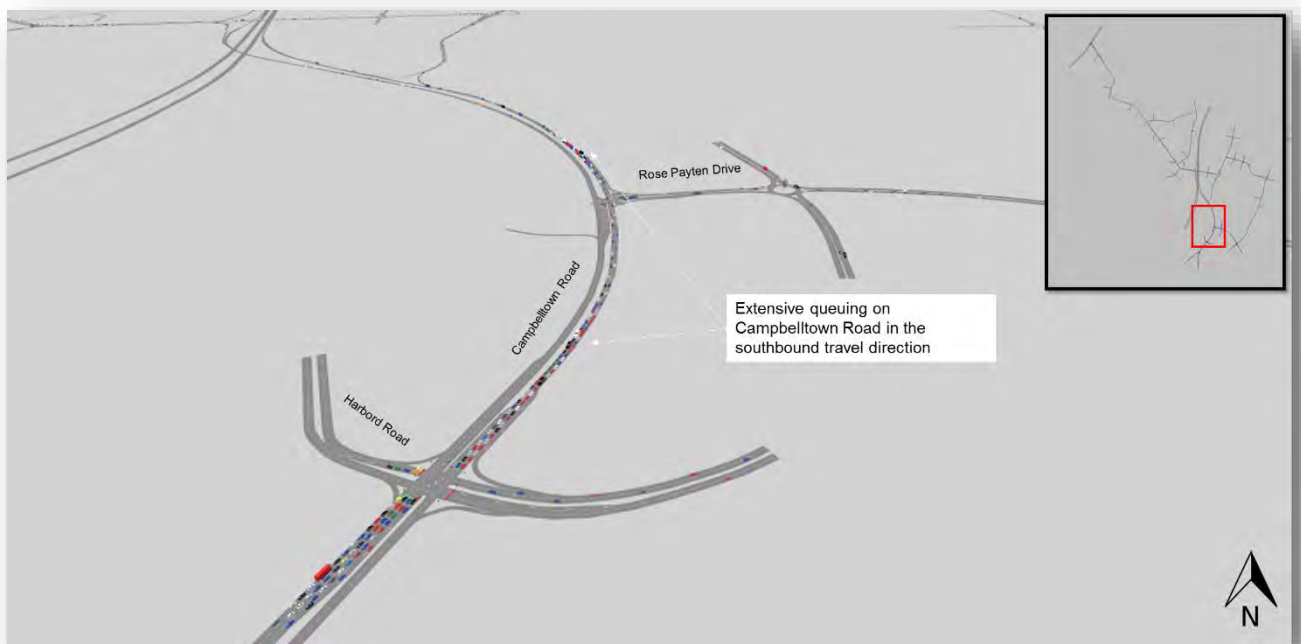 Rose Payten Drive
Campbelltown Road
Extensive queuing on
Campbelltown Road in the
southbound travel direction
Harbord Road
N